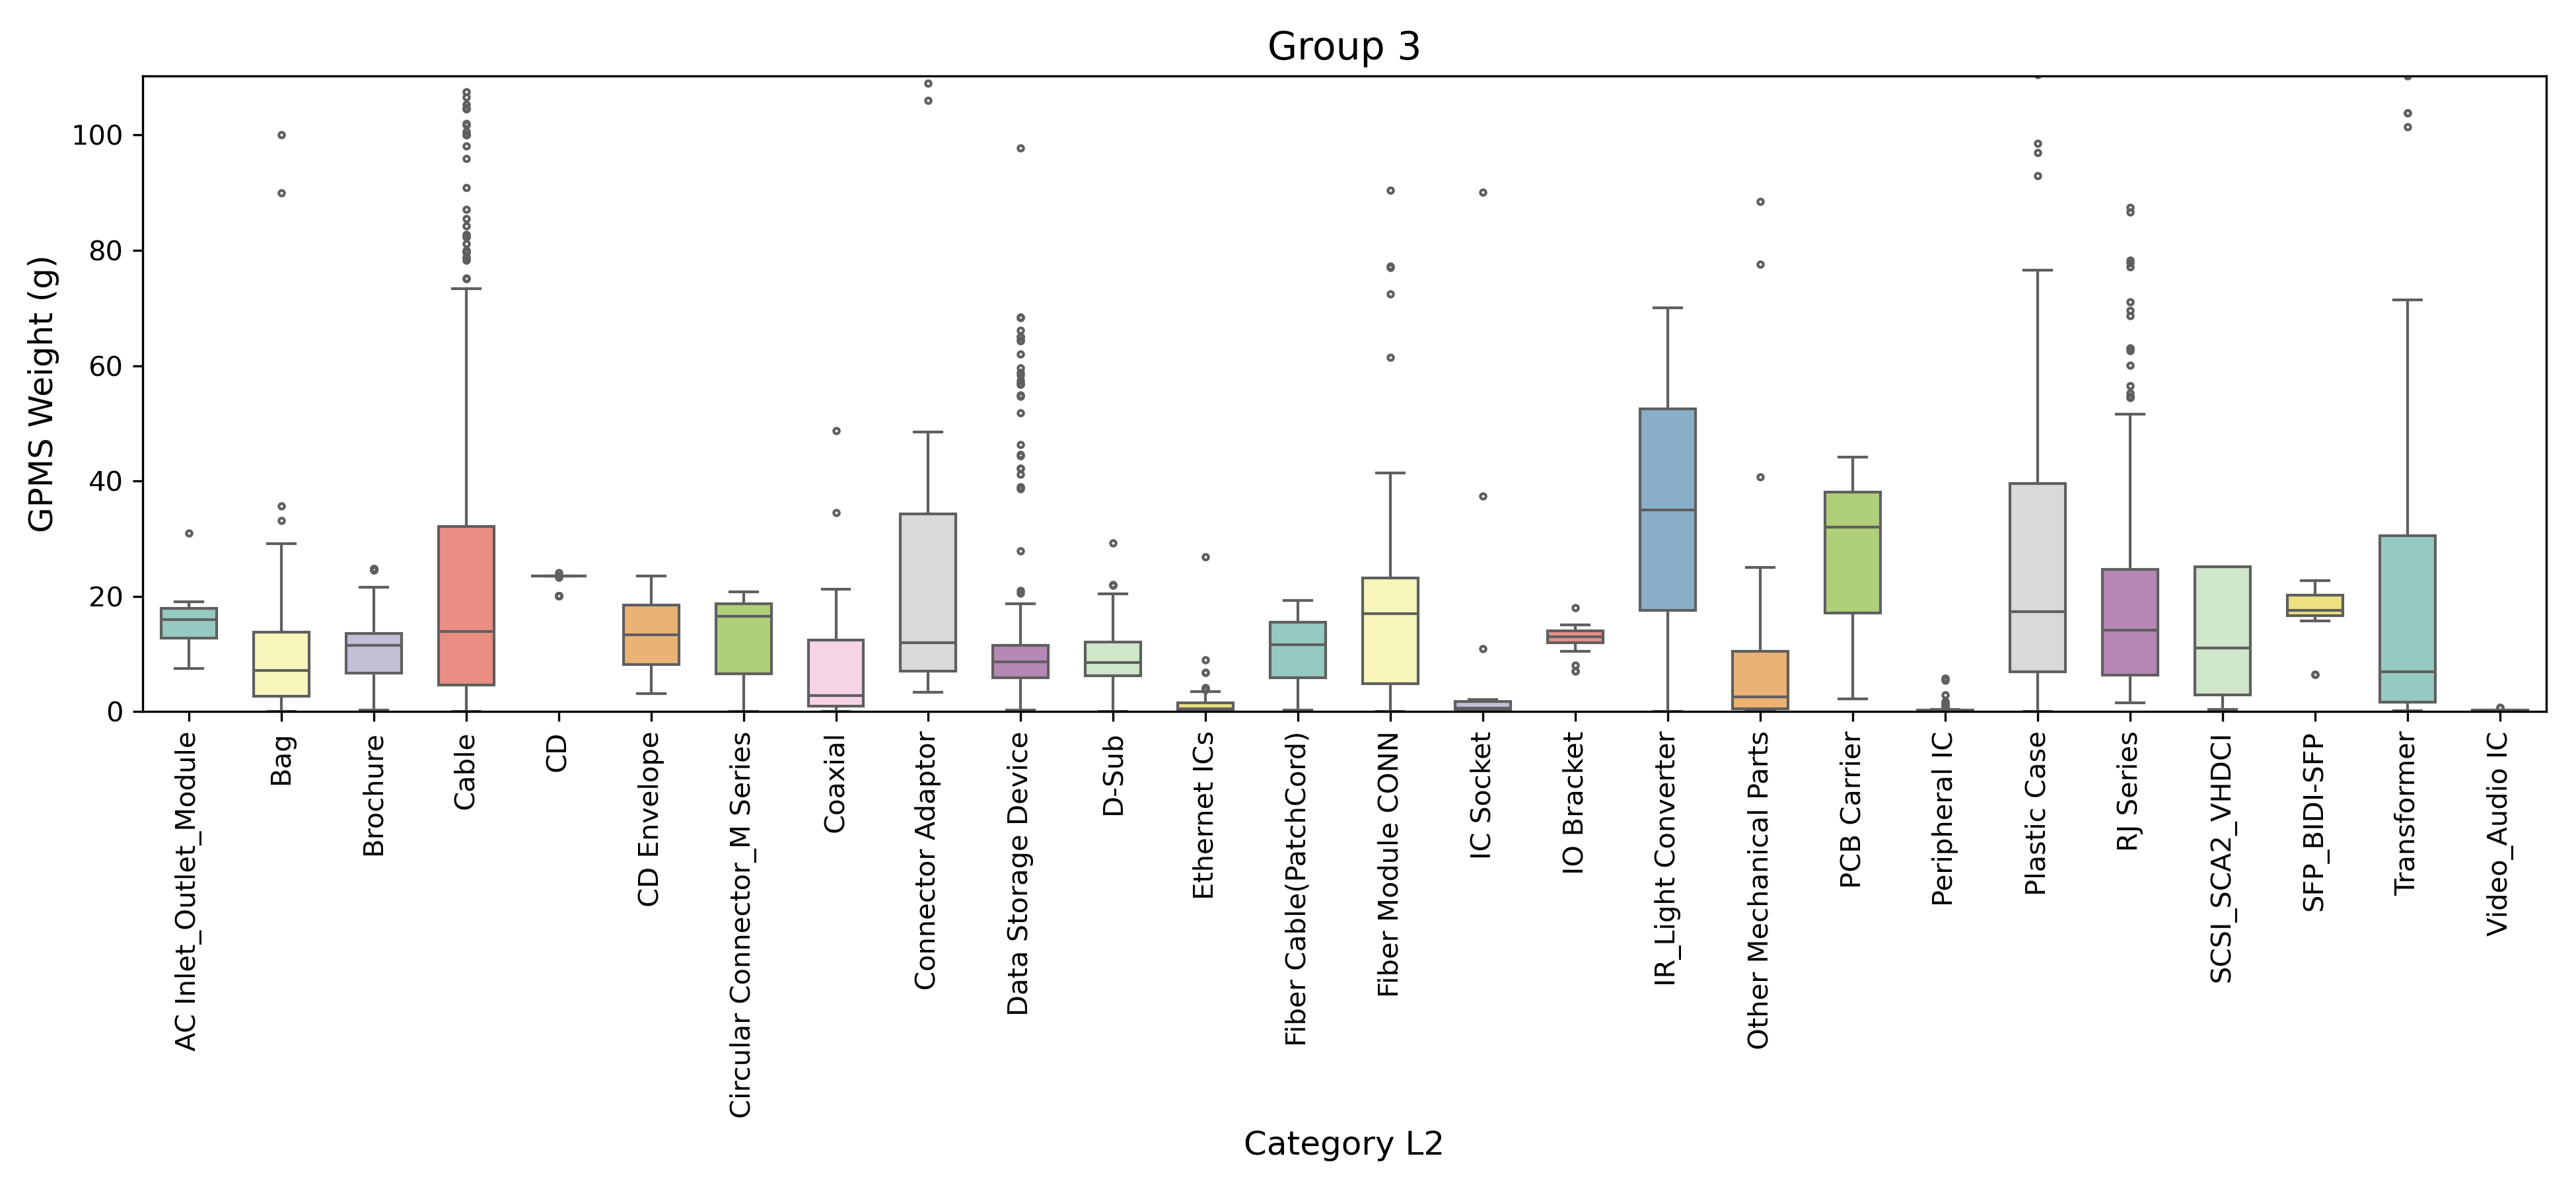 Group 3
GPMS Weight (g)
100
80
60
40
20
0
AC Inlet_Outlet_Module
Bag
Brochure
Cable
CD
CD Envelope
Circular Connector_M Series
Coaxial
Connector Adaptor
Data Storage Device
D-Sub
Ethernet ICs
Fiber Cable(PatchCord)
Fiber Module CONN
IC Socket
IO Bracket
IR_Light Converter
Other Mechanical Parts
PCB Carrier
Peripheral IC
Plastic Case
RJ Series
SCSI_SCA2_VHDCI
SFP_BIDI-SFP
Transformer
Video_Audio IC
Category L2